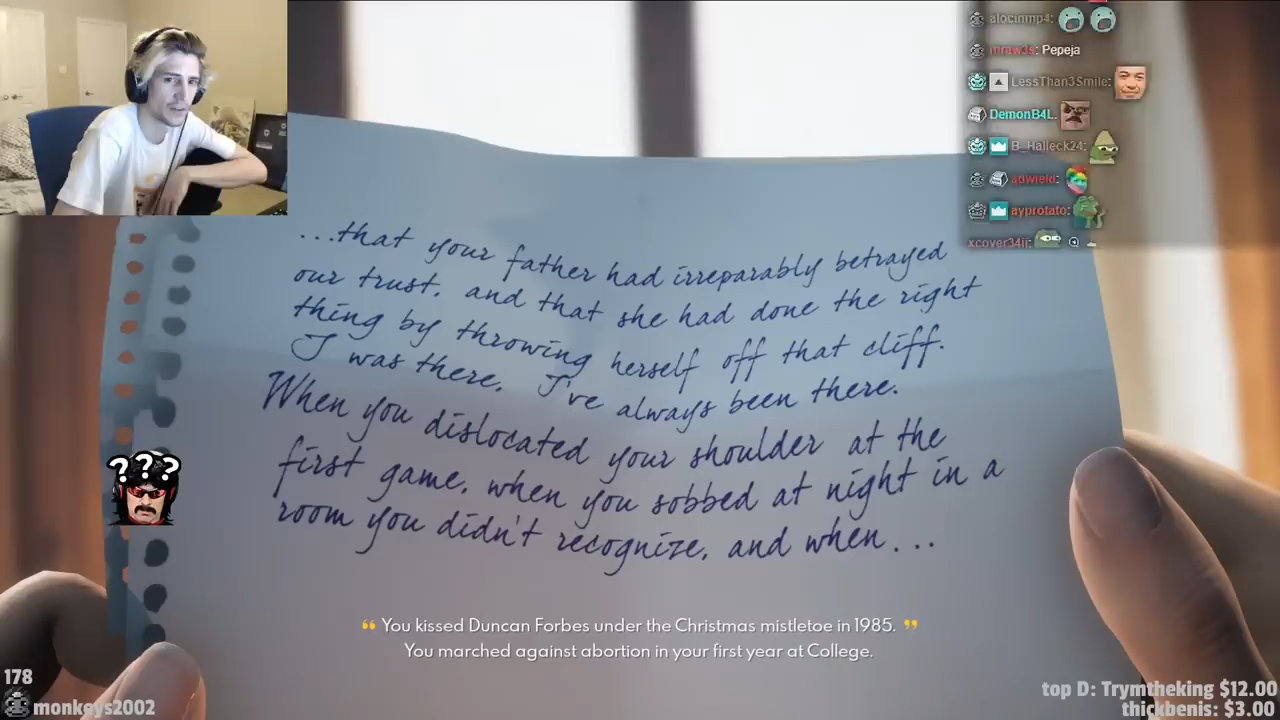 alocinmp4:
mraw3s: Pepeja
LessThan3Smile:
DemonB4L.
B_Halleck24:
adwield:
ayprotato:
xcover34ii:
...that your father had irreparably betrayed
our trust, and that she had done the right
thing by throwing herself off that cliff.
I was there, I've always been there.
When you dislocated your shoulder at the
first game, when you sobbed at night in a
room you didn't recognize, and when...
???
“ You kissed Duncan Forbes under the Christmas mistletoe in 1985. ”
You marched against abortion in your first year at College.
178
monkeys2002
top D: Trymtheking $12.00
thickbenis: $3.00